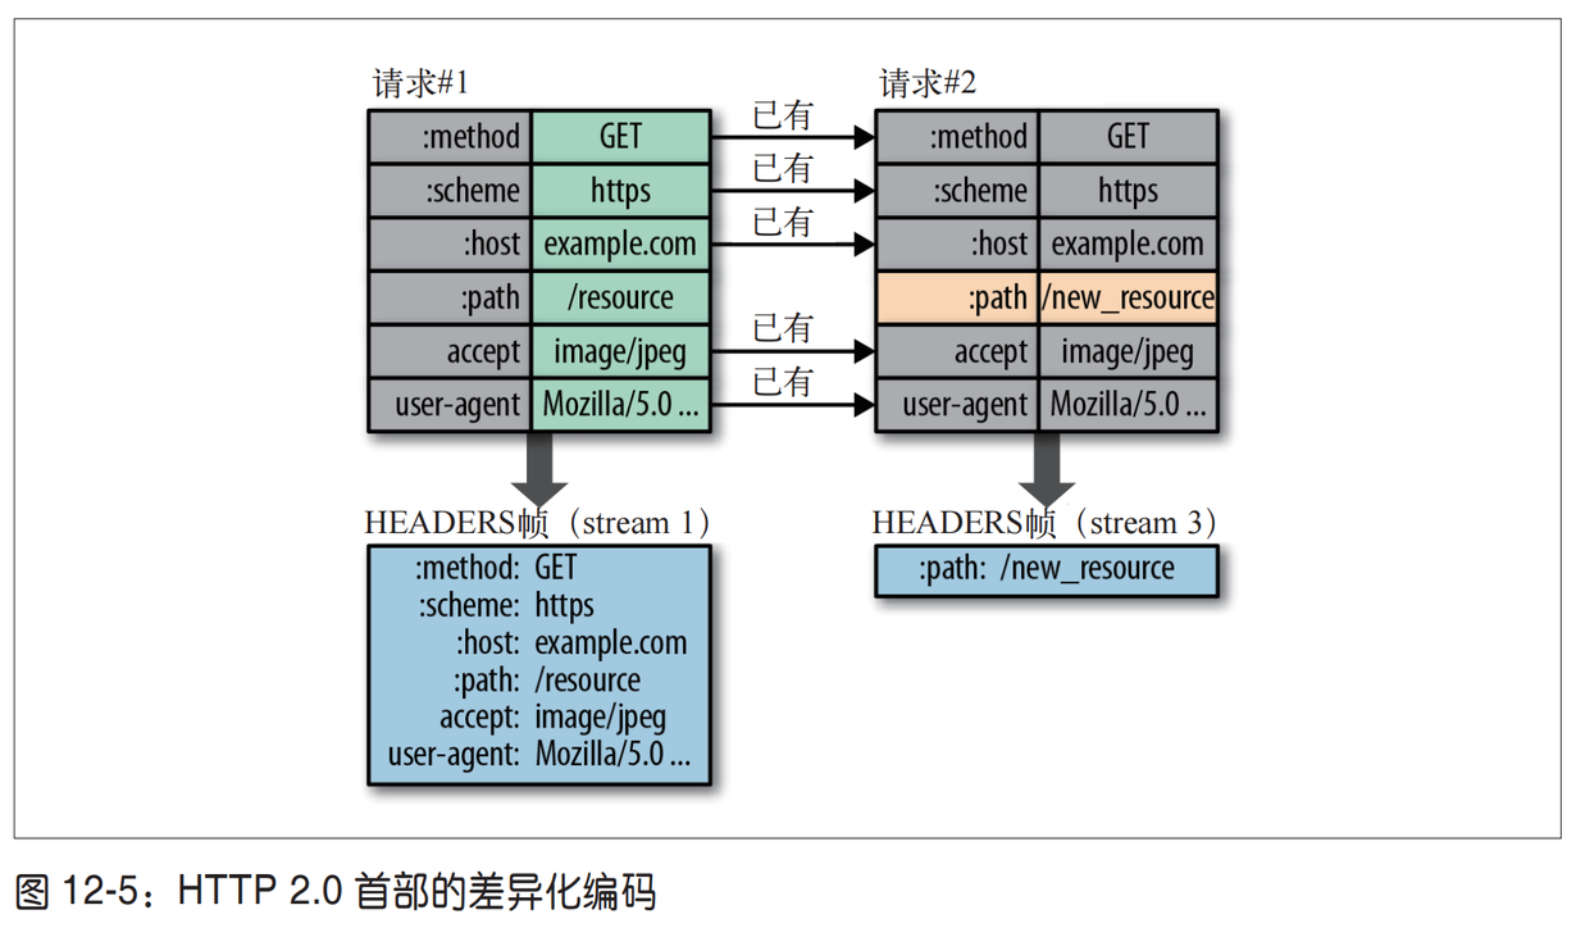 请求#1
:method GET
:scheme https
:host example.com
:path /resource
accept image/jpeg
user-agent Mozilla/5.0 ...
已有
已有
已有
已有
已有
请求#2
:method GET
:scheme https
:host example.com
:path /new_resource
accept image/jpeg
user-agent Mozilla/5.0 ...
HEADERS帧（stream 1）
:method: GET
:scheme: https
:host: example.com
:path: /resource
accept: image/jpeg
user-agent: Mozilla/5.0 ...
HEADERS帧（stream 3）
:path: /new_resource
图 12-5：HTTP 2.0 首部的差异化编码